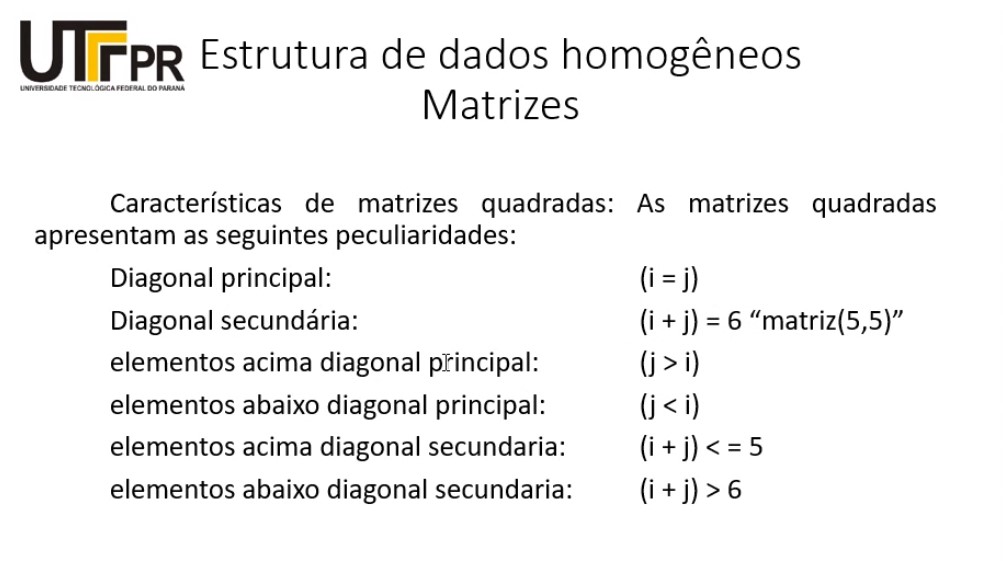 UTFPR
UNIVERSIDADE TECNOLÓGICA FEDERAL DO PARANÁ
Estrutura de dados homogêneos
Matrizes
Características de matrizes quadradas: As matrizes quadradas
apresentam as seguintes peculiaridades:
Diagonal principal: (i = j)
Diagonal secundária: (i + j) = 6 “matriz(5,5)”
elementos acima diagonal principal: (j > i)
elementos abaixo diagonal principal: (j < i)
elementos acima diagonal secundaria: (i + j) < = 5
elementos abaixo diagonal secundaria: (i + j) > 6